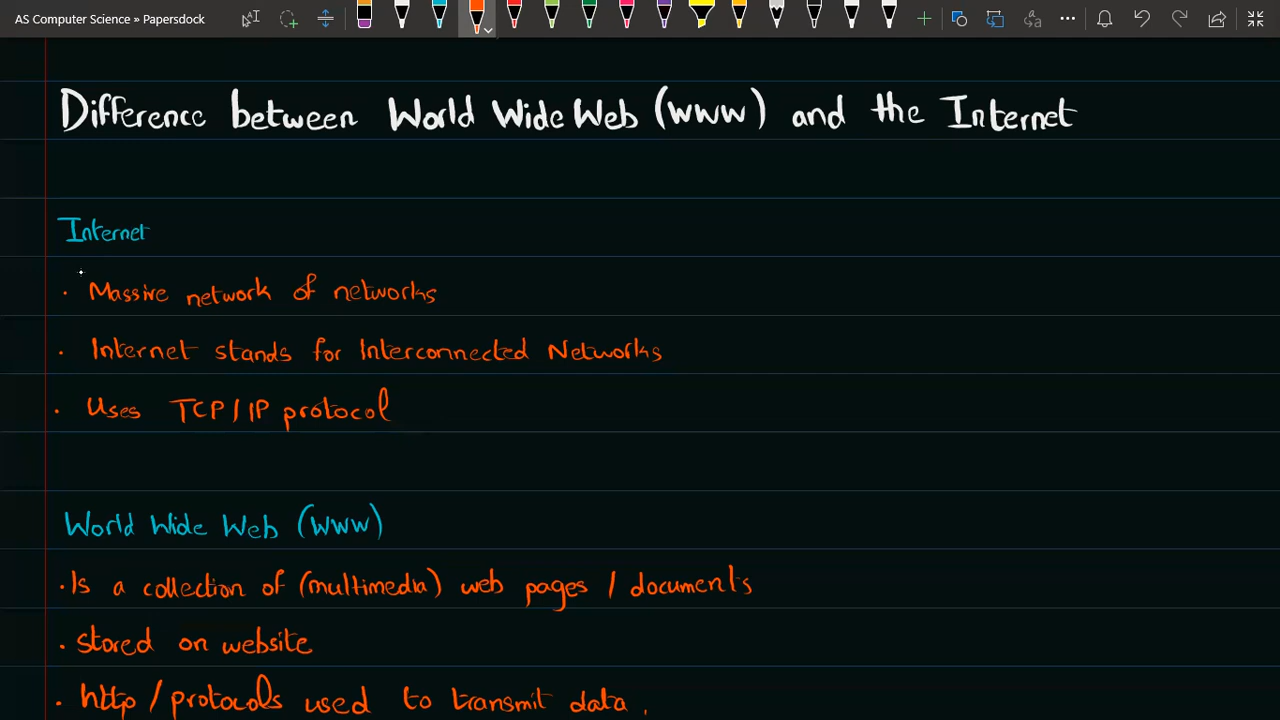 AS Computer Science » Papersdock
Difference between World Wide Web (WWW) and the Internet
Internet
· Massive network of networks
· Internet stands for Interconnected Networks
· Uses TCP/IP protocol
World Wide Web (WWW)
· Is a collection of (multimedia) web pages / documents
· Stored on website
· http / protocols used to transmit data.